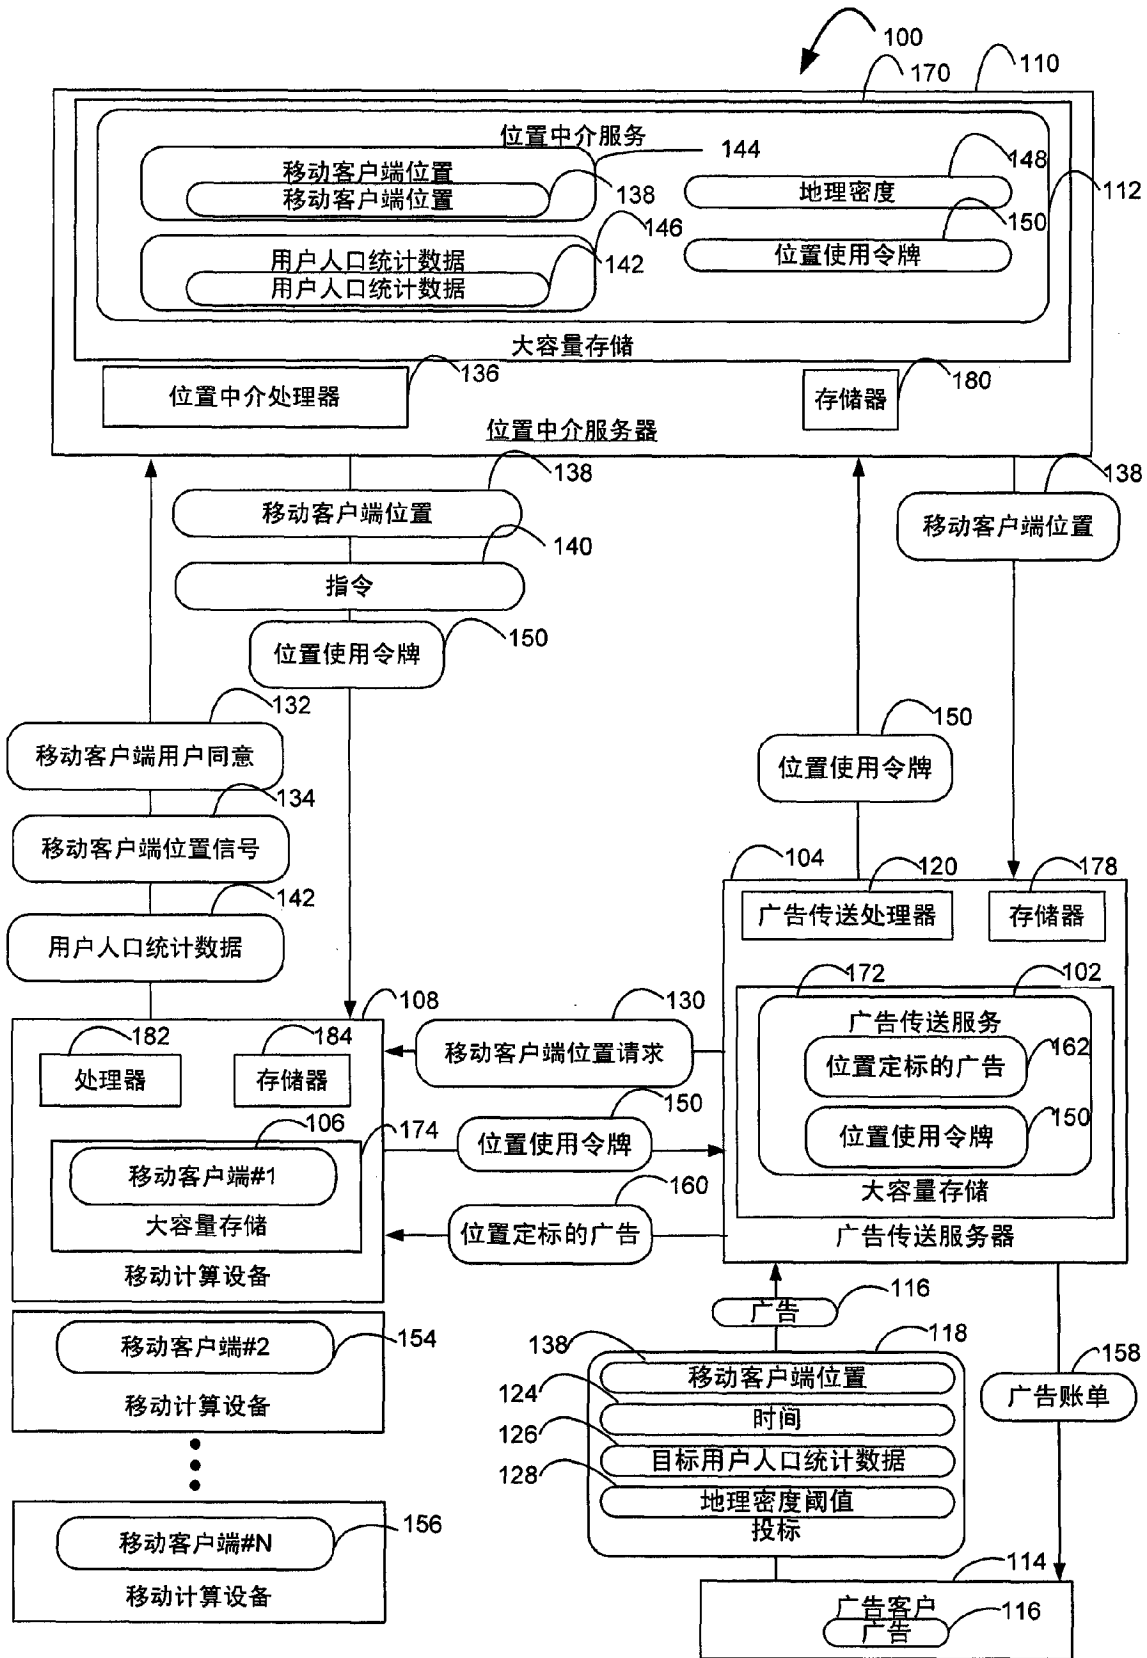 100
110
170
位置中介服务
144
移动客户端位置
移动客户端位置
138
148
地理密度
112
146
150
用户人口统计数据
用户人口统计数据
142
位置使用令牌
大容量存储
136
位置中介处理器
存储器
180
位置中介服务器
138
移动客户端位置
138
移动客户端位置
140
指令
位置使用令牌
150
132
移动客户端用户同意
150
位置使用令牌
134
移动客户端位置信号
142
用户人口统计数据
104
120
178
广告传送处理器
存储器
108
182
184
处理器
存储器
130
移动客户端位置请求
172
102
广告传送服务
位置定标的广告
162
位置使用令牌
150
大容量存储
广告传送服务器
106
174
移动客户端#1
大容量存储
移动计算设备
150
位置使用令牌
160
位置定标的广告
移动客户端#2
154
移动计算设备
移动客户端#N
156
移动计算设备
广告
116
138
118
移动客户端位置
124
时间
126
目标用户人口统计数据
128
地理密度阈值
投标
158
广告账单
114
广告客户
广告
116